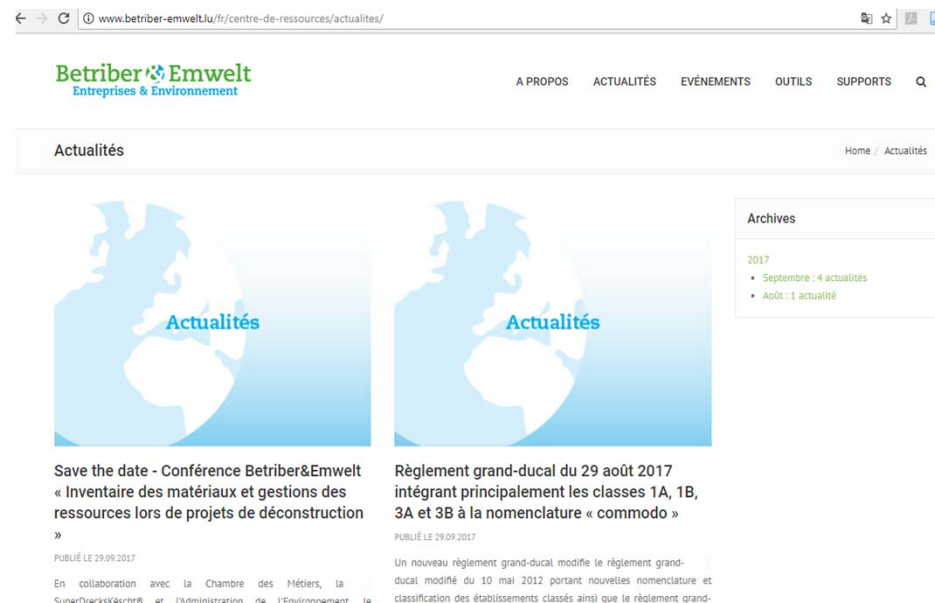 www.betriber-emwelt.lu/fr/centre-de-ressources/actualites/
Betriber Emwelt
Entreprises & Environnement
A PROPOS ACTUALITÉS EVÉNEMENTS OUTILS SUPPORTS
Actualités
Home / Actualités
Actualités
Save the date - Conférence Betriber&Emwelt
« Inventaire des matériaux et gestions des
ressources lors de projets de déconstruction
»
PUBLIÉ LE 29.09.2017
En collaboration avec la Chambre des Métiers, la
SuperDrecksKëscht® et l'Administration de l'Environnement, le
Actualités
Règlement grand-ducal du 29 août 2017
intégrant principalement les classes 1A, 1B,
3A et 3B à la nomenclature « commodo »
PUBLIÉ LE 29.09.2017
Un nouveau règlement grand-ducal modifie le règlement grand-
ducal modifié du 10 mai 2012 portant nouvelles nomenclature et
classification des établissements classés ainsi que le règlement grand-
Archives
2017
• Septembre : 4 actualités
• Août : 1 actualité